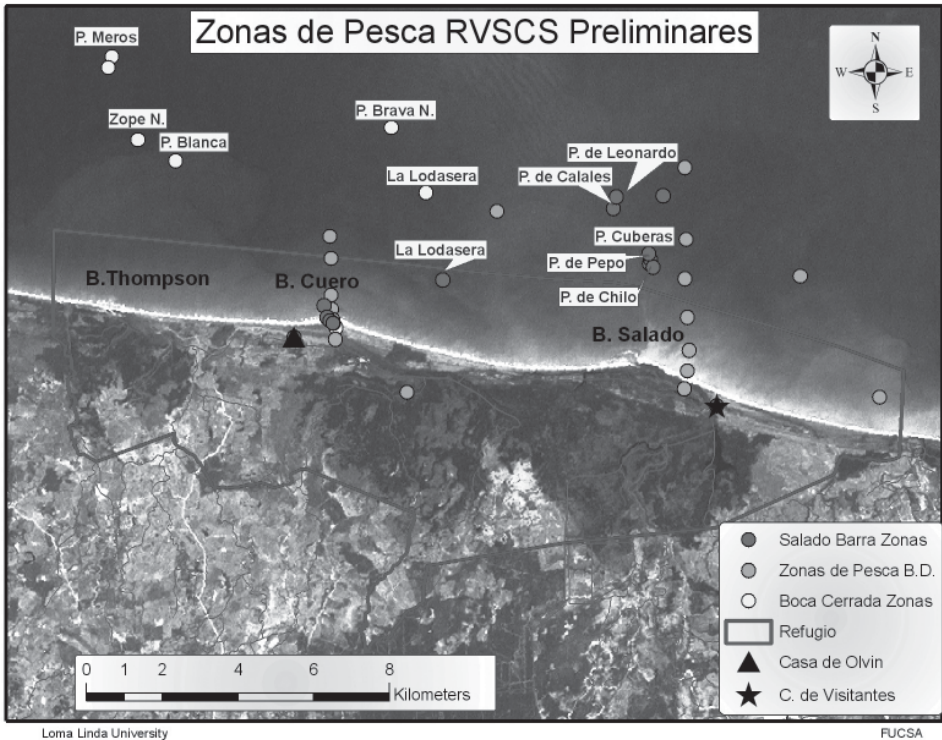 Zonas de Pesca RVSCS Preliminares
P. Meros
N
W E
S
Zope N.
P. Brava N.
P. Blanca
P. de Leonardo
La Lodasera
P. de Calales
P. Cuberas
La Lodasera
P. de Pepo
B.Thompson
B. Cuero
P. de Chilo
B. Salado
Salado Barra Zonas
Zonas de Pesca B.D.
Boca Cerrada Zonas
Refugio
Casa de Olvin
C. de Visitantes
0 1 2 4 6 8
Kilometers
Loma Linda University
FUCSA